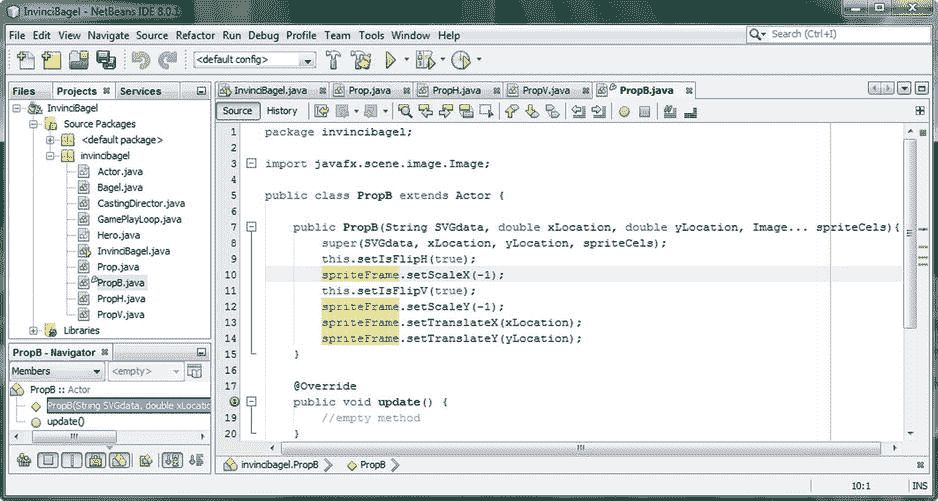 InvinciBagel - NetBeans IDE 8.0.1
File Edit View Navigate Source Refactor Run Debug Profile Team Tools Window Help
Search (Ctrl+I)
<default config>
Files Projects Services
InvinciBagel
Source Packages
<default package>
invincibagel
Actor.java
Bagel.java
CastingDirector.java
GamePlayLoop.java
Hero.java
InvinciBagel.java
Prop.java
PropB.java
PropH.java
PropV.java
Libraries
PropB - Navigator
Members <empty>
PropB :: Actor
PropB(String SVGdata, double xLocatio
update()
InvinciBagel.java Prop.java PropH.java PropV.java PropB.java
Source History
1 package invincibagel;
2
3 import javafx.scene.image.Image;
4
5 public class PropB extends Actor {
6
7 public PropB(String SVGdata, double xLocation, double yLocation, Image... spriteCels){
8 super(SVGdata, xLocation, yLocation, spriteCels);
9 this.setIsFlipH(true);
10 spriteFrame.setScaleX(-1);
11 this.setIsFlipV(true);
12 spriteFrame.setScaleY(-1);
13 spriteFrame.setTranslateX(xLocation);
14 spriteFrame.setTranslateY(yLocation);
15 }
16
17 @Override
public void update() {
19 //empty method
20 }
invincibagel.PropB PropB
10:1 INS